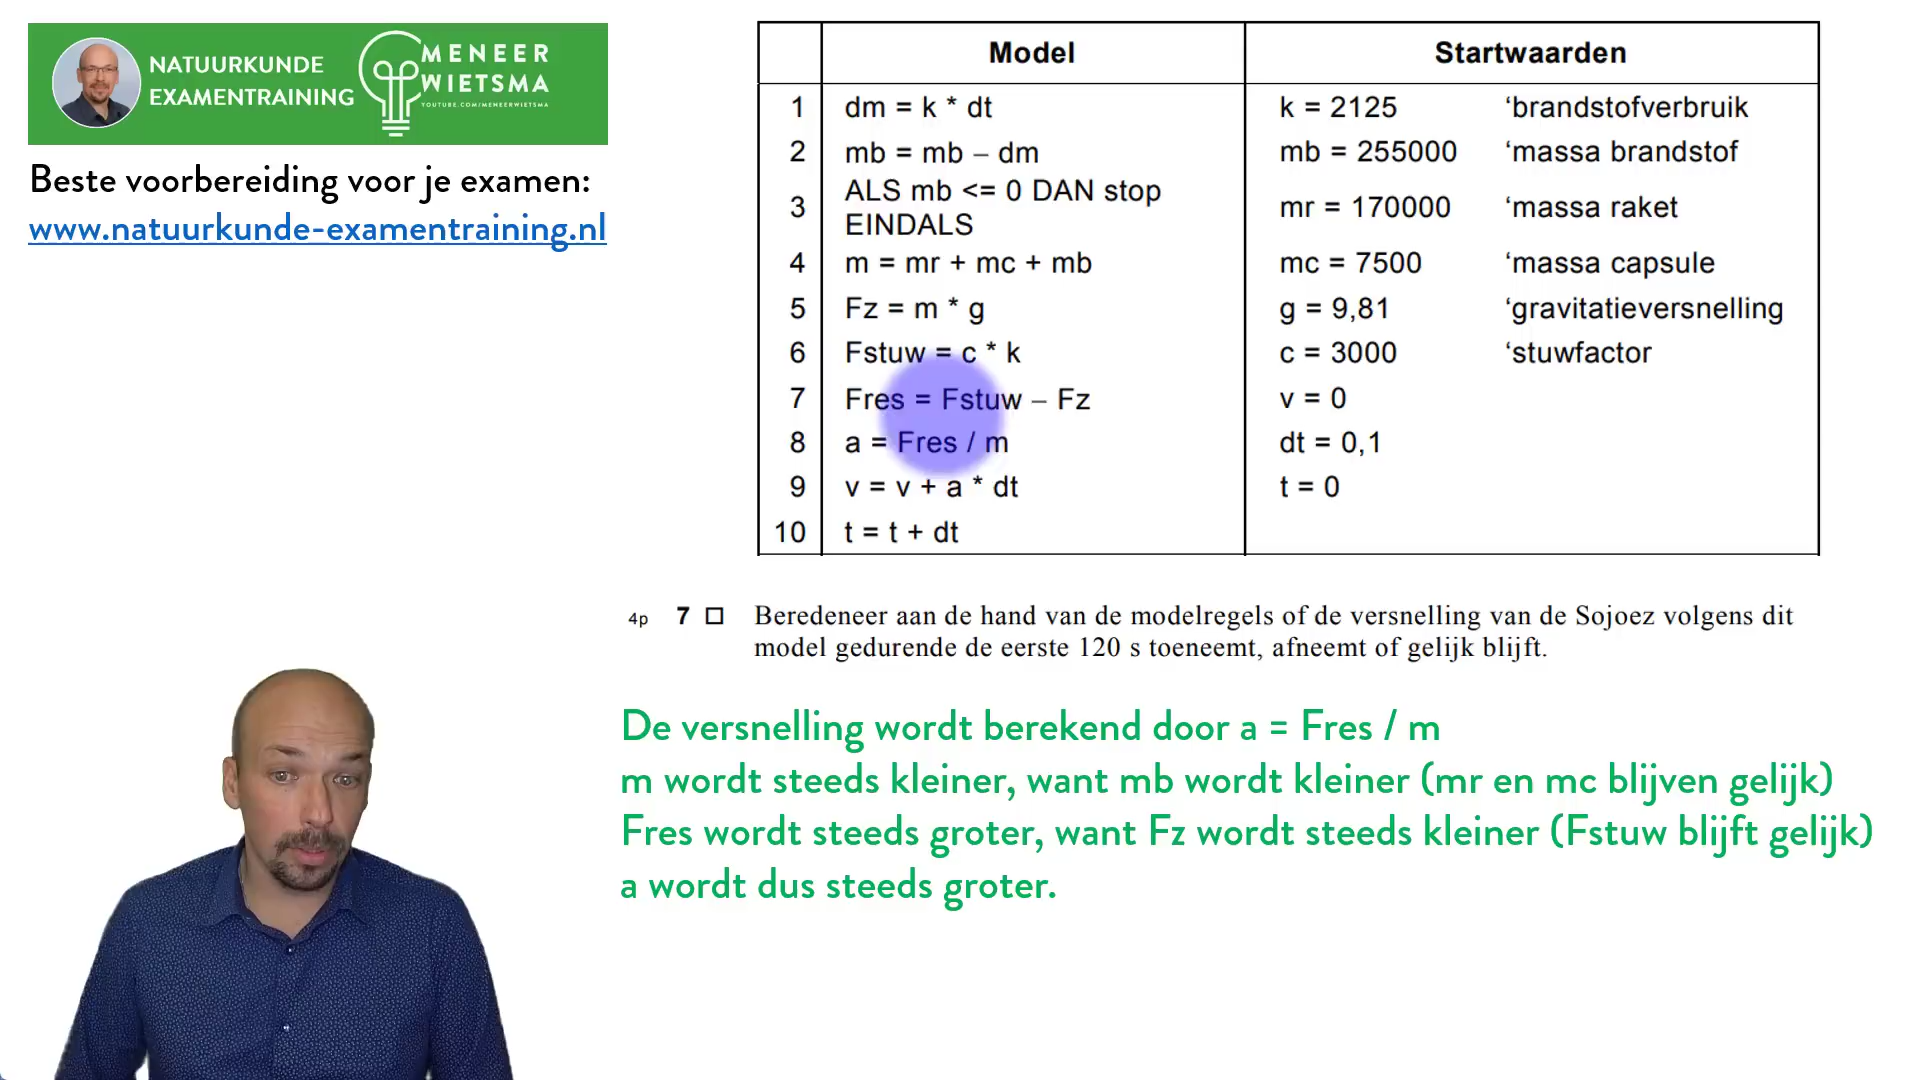 NATUURKUNDE
EXAMENTRAINING
MENEER
WIETSMA
YOUTUBE.COM/MENEERWIETSMA
Beste voorbereiding voor je examen:
www.natuurkunde-examentraining.nl
Model Startwaarden
1 dm = k * dt k = 2125 ‘brandstofverbruik
2 mb = mb – dm mb = 255000 ‘massa brandstof
3 ALS mb <= 0 DAN stop
EINDALS mr = 170000 ‘massa raket
4 m = mr + mc + mb mc = 7500 ‘massa capsule
5 Fz = m * g g = 9,81 ‘gravitatieversnelling
6 Fstuw = c * k c = 3000 ‘stuwfactor
7 Fres = Fstuw – Fz v = 0
8 a = Fres / m dt = 0,1
9 v = v + a * dt t = 0
10 t = t + dt
4p 7 □ Beredeneer aan de hand van de modelregels of de versnelling van de Sojoez volgens dit
model gedurende de eerste 120 s toeneemt, afneemt of gelijk blijft.
De versnelling wordt berekend door a = Fres / m
m wordt steeds kleiner, want mb wordt kleiner (mr en mc blijven gelijk)
Fres wordt steeds groter, want Fz wordt steeds kleiner (Fstuw blijft gelijk)
a wordt dus steeds groter.